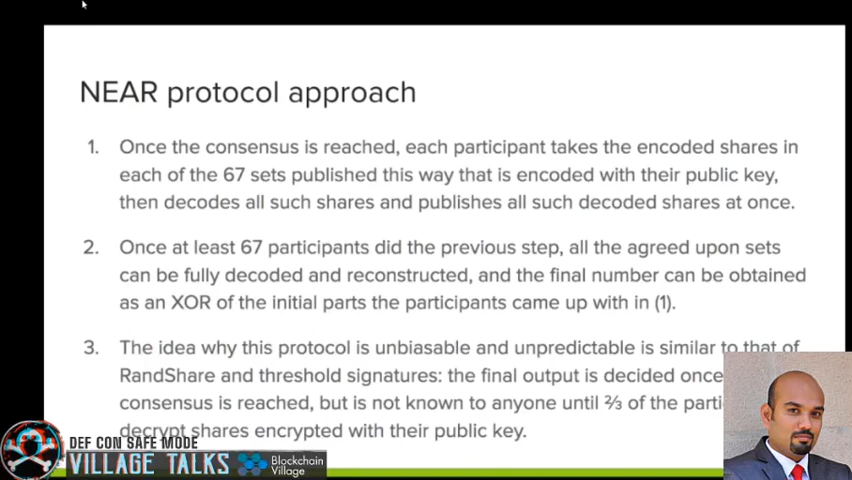 NEAR protocol approach
1. Once the consensus is reached, each participant takes the encoded shares in
each of the 67 sets published this way that is encoded with their public key,
then decodes all such shares and publishes all such decoded shares at once.
2. Once at least 67 participants did the previous step, all the agreed upon sets
can be fully decoded and reconstructed, and the final number can be obtained
as an XOR of the initial parts the participants came up with in (1).
3. The idea why this protocol is unbiasable and unpredictable is similar to that of
RandShare and threshold signatures: the final output is decided once
consensus is reached, but is not known to anyone until ⅔ of the parti
decrypt shares encrypted with their public key.
DEF CON SAFE MODE
VILLAGE TALKS
Blockchain
Village